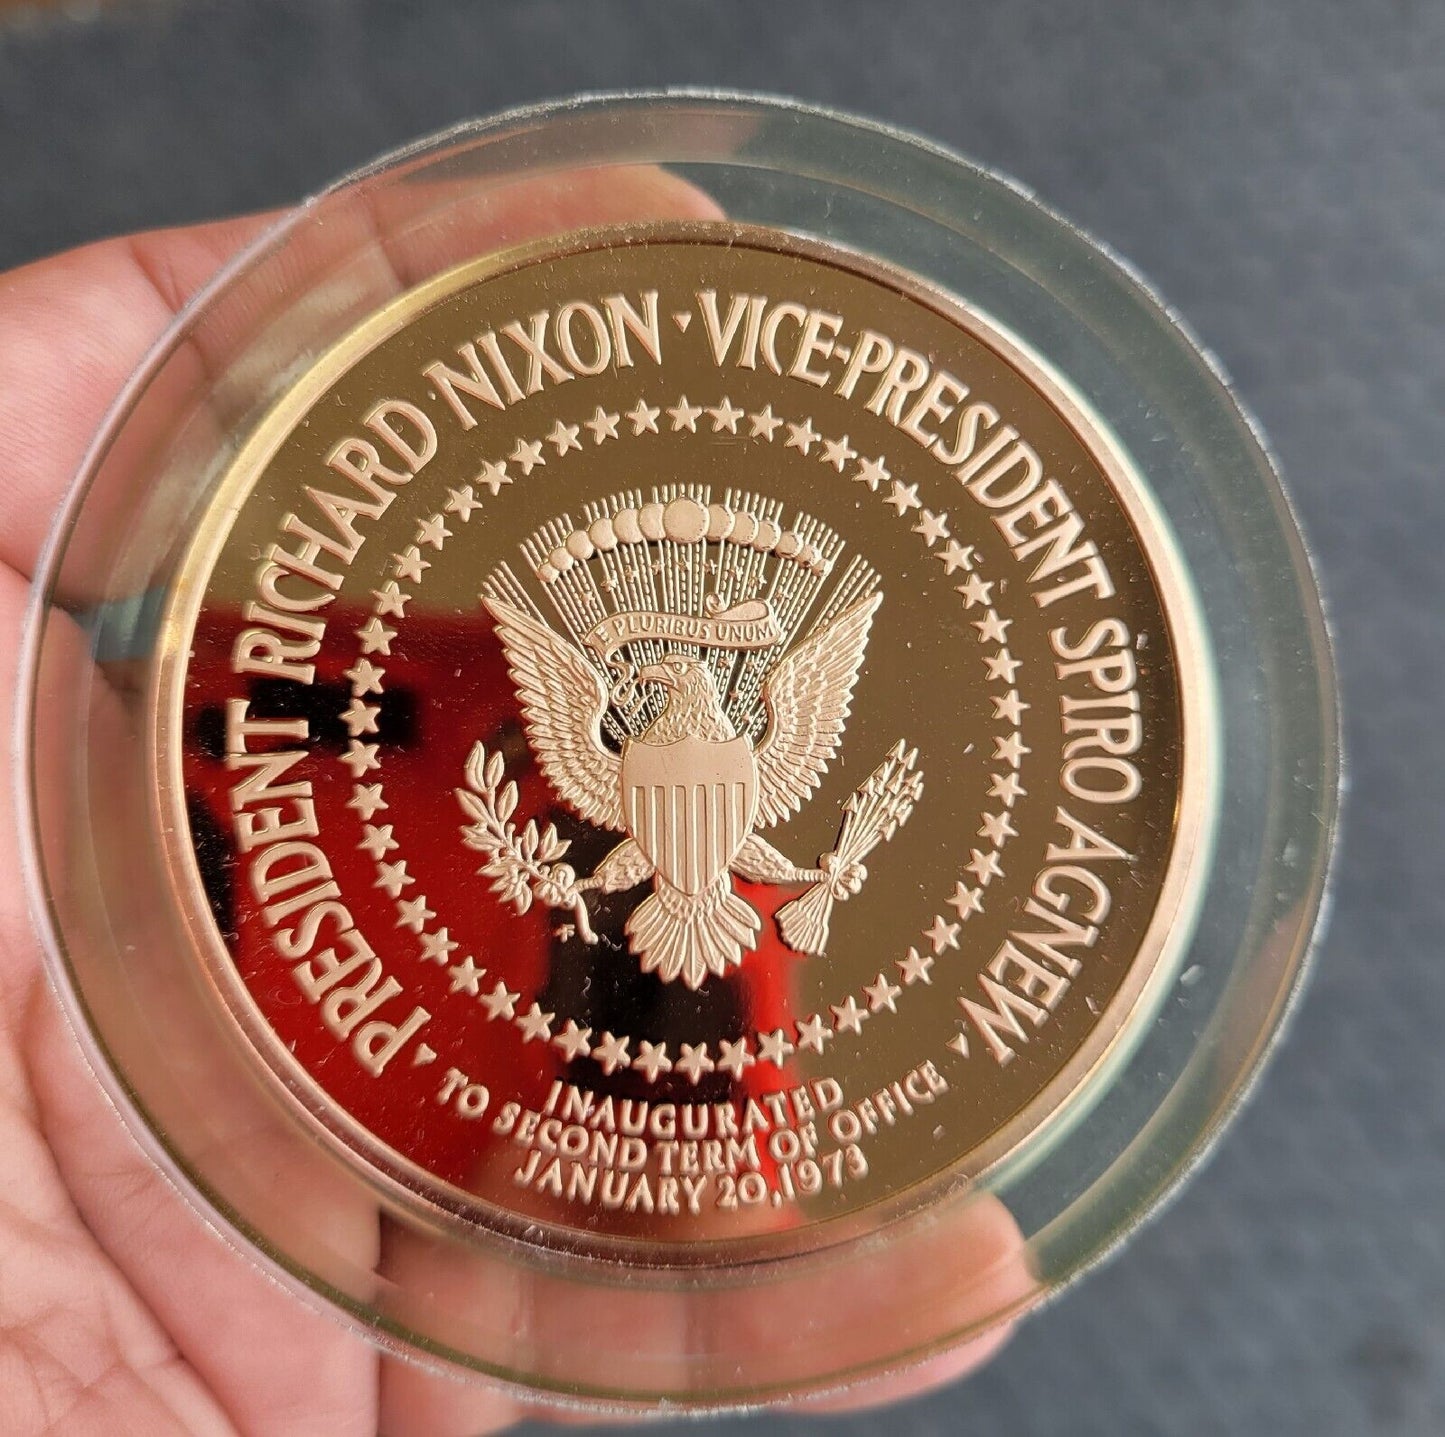 PRESIDENT RICHARD NIXON · VICE-PRESIDENT SPIRO AGNEW
E PLURIBUS UNUM
INAUGURATED
TO SECOND TERM OF OFFICE
JANUARY 20, 1973